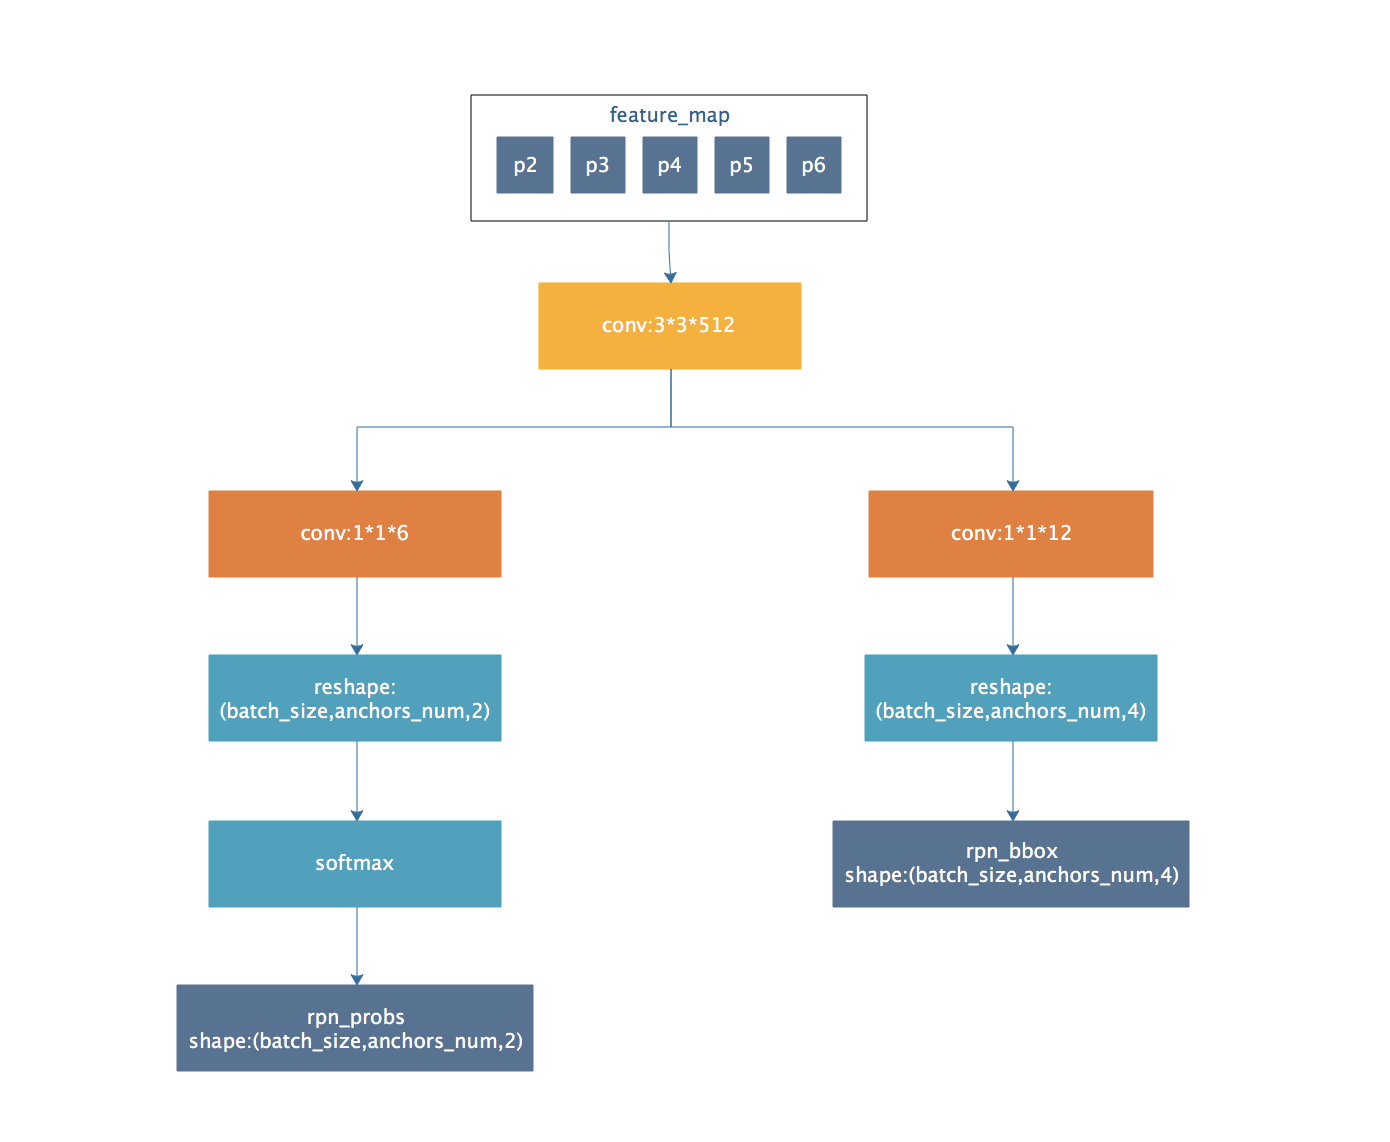 feature_map
p2 p3 p4 p5 p6
conv:3*3*512
conv:1*1*6
conv:1*1*12
reshape:
(batch_size,anchors_num,2)
reshape:
(batch_size,anchors_num,4)
softmax
rpn_bbox
shape:(batch_size,anchors_num,4)
rpn_probs
shape:(batch_size,anchors_num,2)